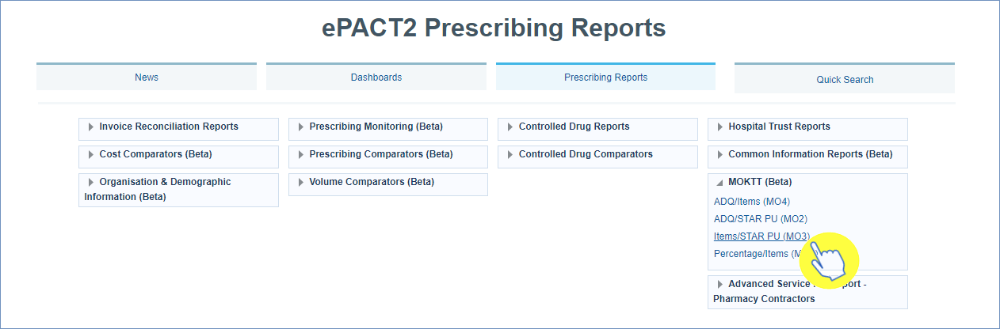 ePACT2 Prescribing Reports
News
Dashboards
Prescribing Reports
Quick Search
Invoice Reconciliation Reports
Cost Comparators (Beta)
Organisation & Demographic
Information (Beta)
Prescribing Monitoring (Beta)
Prescribing Comparators (Beta)
Volume Comparators (Beta)
Controlled Drug Reports
Controlled Drug Comparators
Hospital Trust Reports
Common Information Reports (Beta)
MOKTT (Beta)
ADQ/Items (MO4)
ADQ/STAR PU (MO2)
Items/STAR PU (MO3)
Percentage/Items
Advanced Service
Pharmacy Contractors